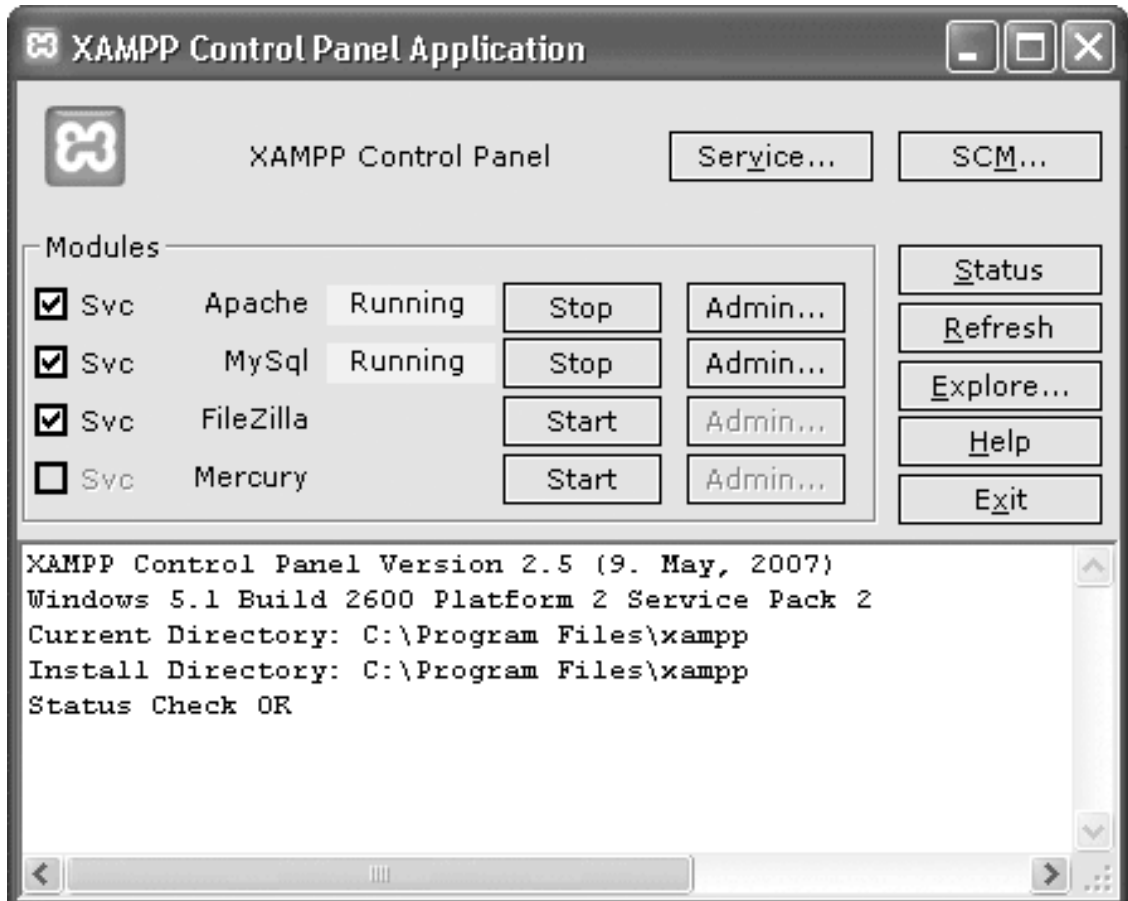 XAMPP Control Panel Application
XAMPP Control Panel Service... SCM...
Modules
Status
Svc Apache Running Stop Admin...
Refresh
Svc MySql Running Stop Admin...
Explore...
Svc FileZilla Start Admin...
Help
Svc Mercury Start Admin...
Exit
XAMPP Control Panel Version 2.5 (9. May, 2007)
Windows 5.1 Build 2600 Platform 2 Service Pack 2
Current Directory: C:\Program Files\xampp
Install Directory: C:\Program Files\xampp
Status Check OK